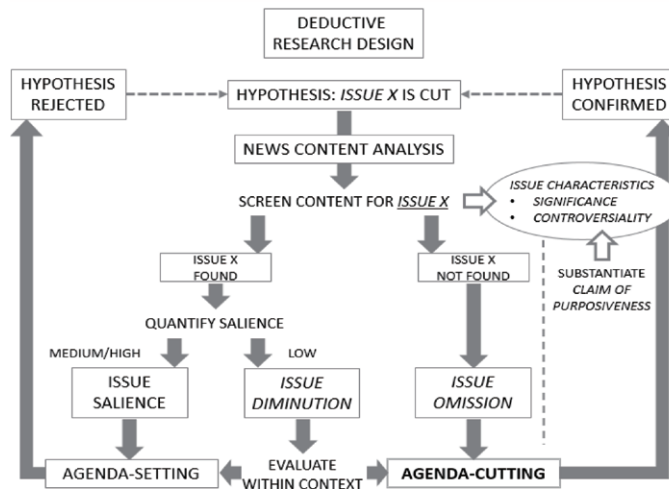 DEDUCTIVE
RESEARCH DESIGN
HYPOTHESIS
REJECTED
HYPOTHESIS: ISSUE X IS CUT
HYPOTHESIS
CONFIRMED
NEWS CONTENT ANALYSIS
SCREEN CONTENT FOR ISSUE X
ISSUE CHARACTERISTICS
• SIGNIFICANCE
• CONTROVERSIALITY
ISSUE X
FOUND
ISSUE X
NOT FOUND
SUBSTANTIATE
CLAIM OF
PURPOSIVENESS
QUANTIFY SALIENCE
MEDIUM/HIGH
LOW
ISSUE
SALIENCE
ISSUE
DIMINUTION
ISSUE
OMISSION
AGENDA-SETTING
EVALUATE
WITHIN CONTEXT
AGENDA-CUTTING